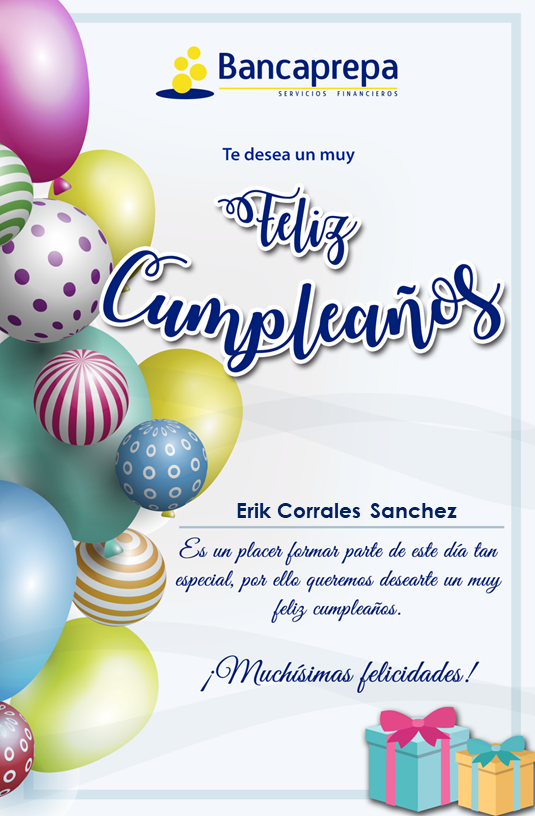 Bancaprepa
SERVICIOS FINANCIEROS
Te desea un muy
Feliz
Cumpleaños
Erik Corrales Sanchez
Es un placer formar parte de este día tan
especial, por ello queremos desearte un muy
feliz cumpleaños.
¡Muchísimas felicidades!